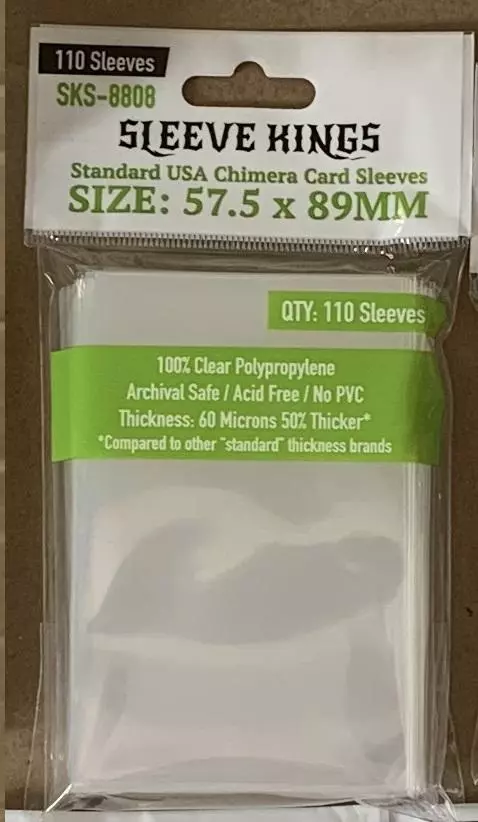 110 Sleeves
SKS-8808
SLEEVE KINGS
Standard USA Chimera Card Sleeves
SIZE: 57.5 x 89MM
QTY: 110 Sleeves
100% Clear Polypropylene
Archival Safe / Acid Free / No PVC
Thickness: 60 Microns 50% Thicker*
*Compared to other "standard" thickness brands